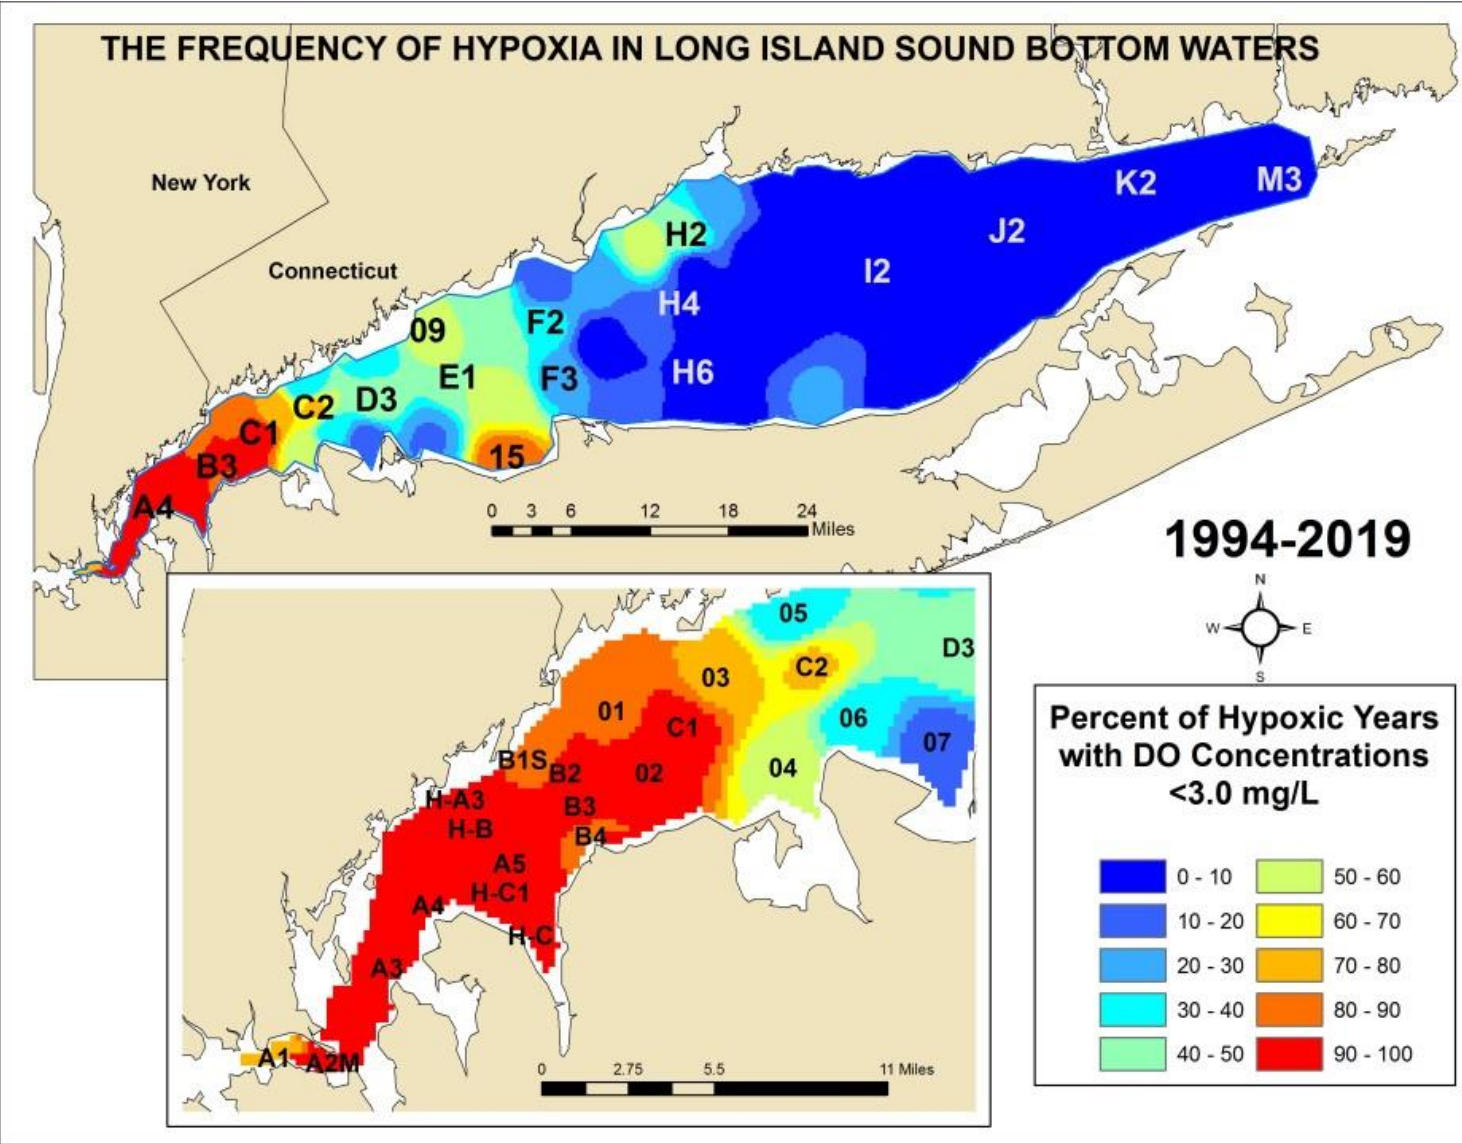 THE FREQUENCY OF HYPOXIA IN LONG ISLAND SOUND BOTTOM WATERS
New York
Connecticut
K2
M3
J2
H2
I2
H4
F2
09
H6
E1
F3
D3
C2
C1
15
B3
A4
0 3 6 12 18 24
Miles
1994-2019
N
W E
S
05
D3
C2
03
06
01
C1
07
B1S
B2
02
04
H-A3
B3
H-B
B4
A5
H-C1
A4
H-C
A3
A1
A2M
0 2.75 5.5 11 Miles
Percent of Hypoxic Years
with DO Concentrations
<3.0 mg/L
0 - 10 50 - 60
10 - 20 60 - 70
20 - 30 70 - 80
30 - 40 80 - 90
40 - 50 90 - 100